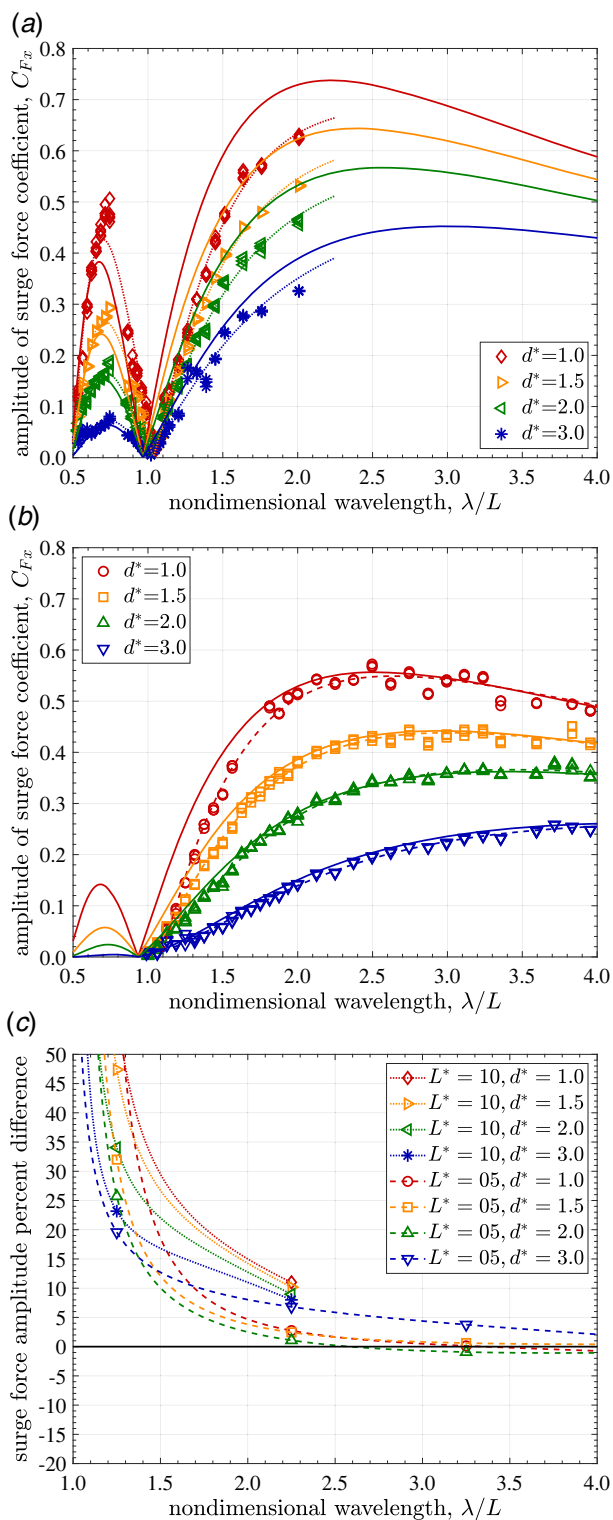 (a)
amplitude of surge force coefficient, C_{Fx}
0.8
0.7
0.6
0.5
0.4
0.3
0.2
0.1
0.0
d*=1.0
d*=1.5
d*=2.0
d*=3.0
0.5 1.0 1.5 2.0 2.5 3.0 3.5 4.0
nondimensional wavelength, λ/L
(b)
amplitude of surge force coefficient, C_{Fx}
0.8
0.7
0.6
0.5
0.4
0.3
0.2
0.1
0.0
d*=1.0
d*=1.5
d*=2.0
d*=3.0
0.5 1.0 1.5 2.0 2.5 3.0 3.5 4.0
nondimensional wavelength, λ/L
(c)
surge force amplitude percent difference
50
45
40
35
30
25
20
15
10
5
0
-5
-10
-15
-20
L* = 10, d* = 1.0
L* = 10, d* = 1.5
L* = 10, d* = 2.0
L* = 10, d* = 3.0
L* = 05, d* = 1.0
L* = 05, d* = 1.5
L* = 05, d* = 2.0
L* = 05, d* = 3.0
1.0 1.5 2.0 2.5 3.0 3.5 4.0
nondimensional wavelength, λ/L